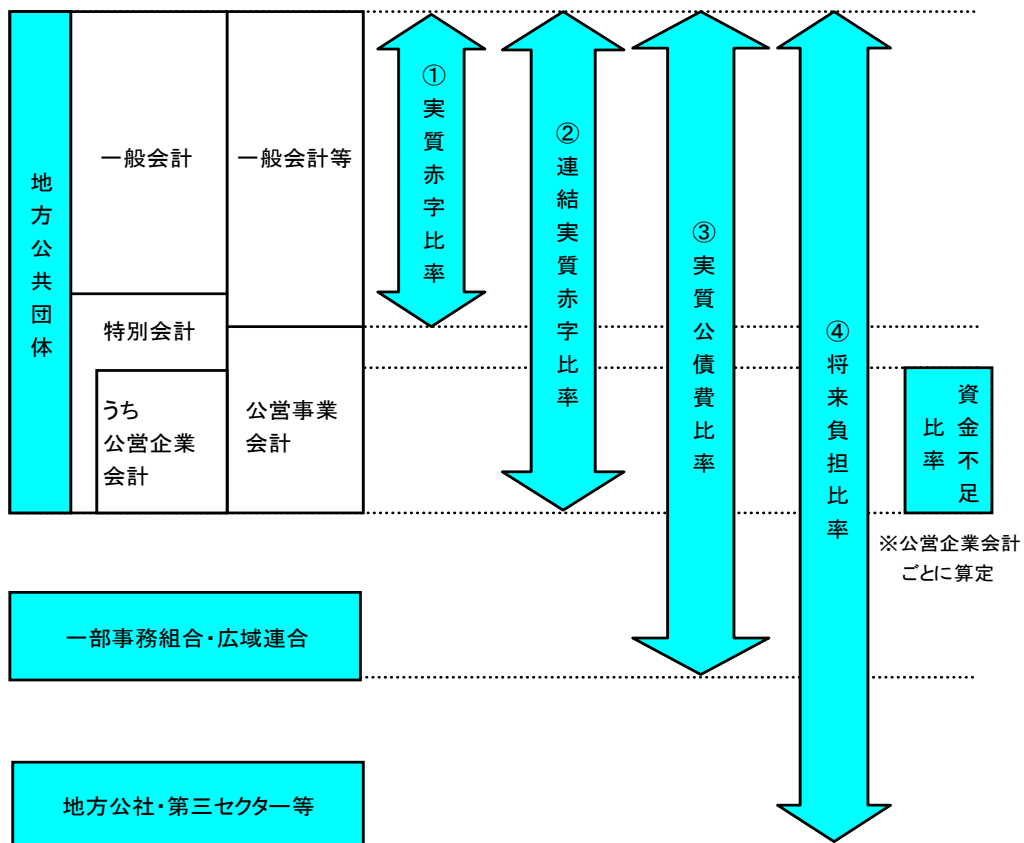 地方公共団体
一般会計
一般会計等
特別会計
うち
公営企業
会計
公営事業
会計
①実質赤字比率
②連結実質赤字比率
③実質公債費比率
④将来負担比率
資金不足
比率
※公営企業会計
ごとに算定
一部事務組合・広域連合
地方公社・第三セクター等